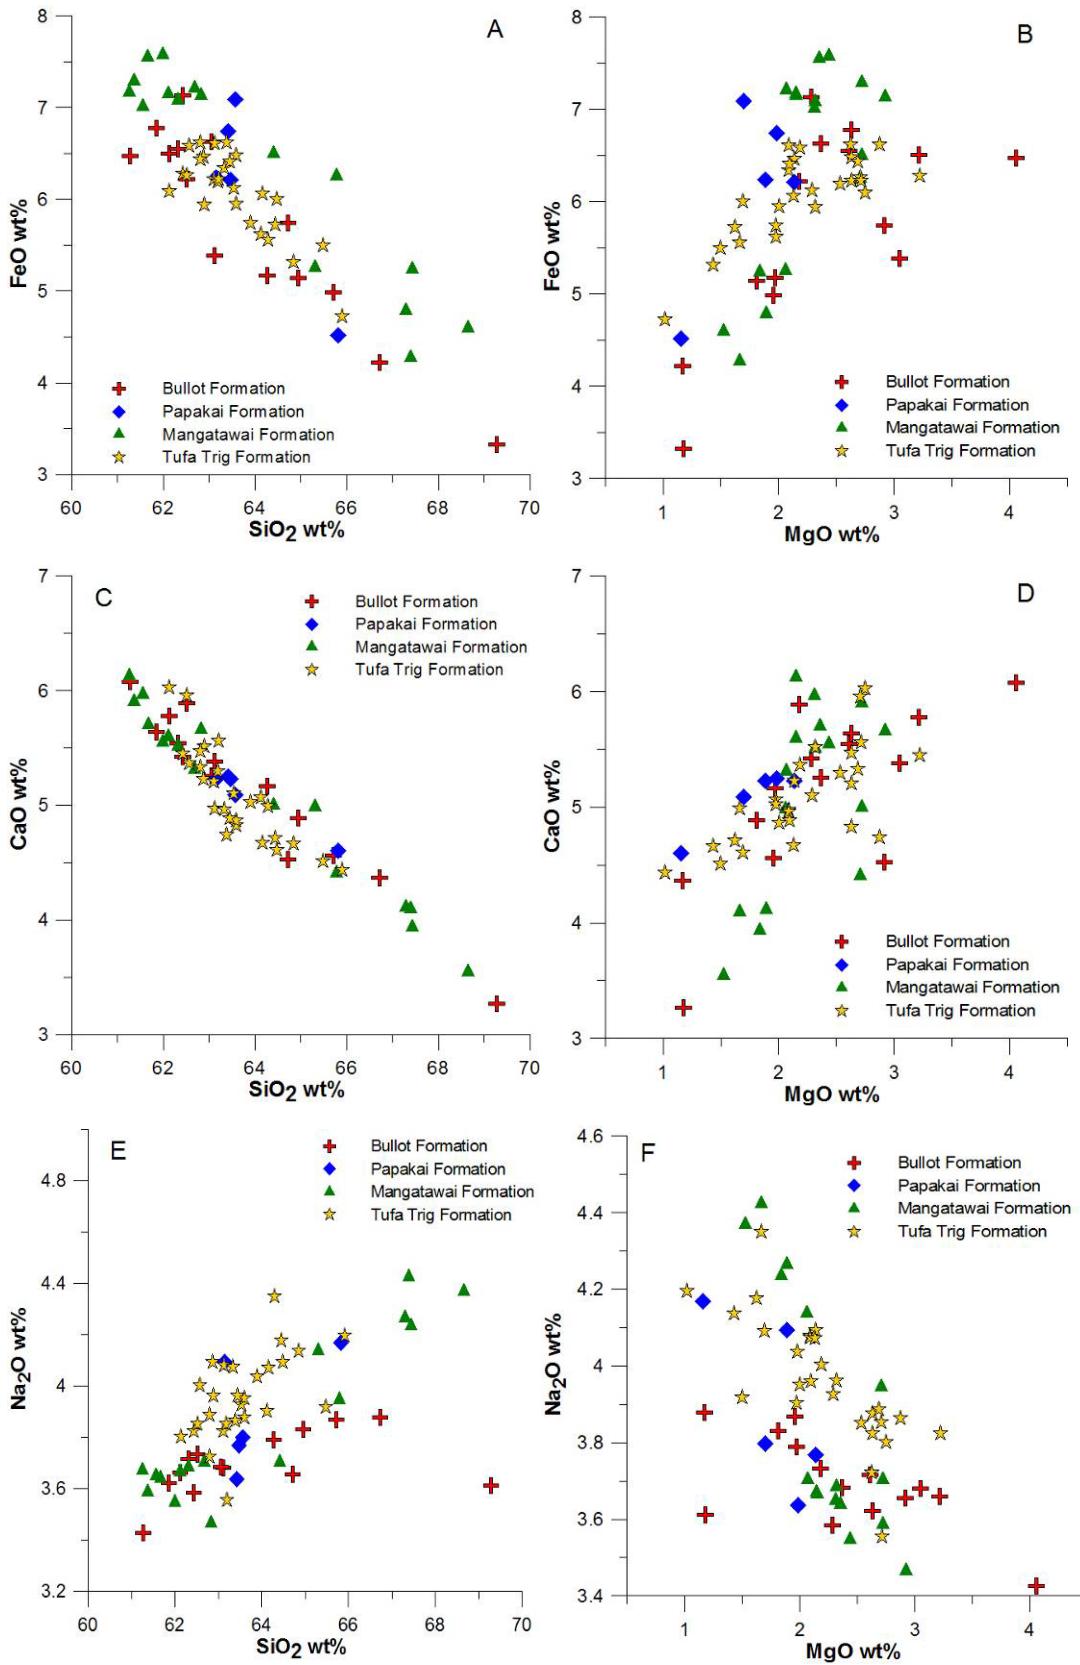 A
8
7
6
5
4
3
FeO wt%
Bullot Formation
Papakai Formation
Mangatawai Formation
Tufa Trig Formation
60 62 64 66 68 70
SiO2 wt%
B
8
7
6
5
4
3
FeO wt%
Bullot Formation
Papakai Formation
Mangatawai Formation
Tufa Trig Formation
1 2 3 4
MgO wt%
C
7
6
5
4
3
CaO wt%
Bullot Formation
Papakai Formation
Mangatawai Formation
Tufa Trig Formation
60 62 64 66 68 70
SiO2 wt%
D
7
6
5
4
3
CaO wt%
Bullot Formation
Papakai Formation
Mangatawai Formation
Tufa Trig Formation
1 2 3 4
MgO wt%
E
4.8
4.4
4
3.6
3.2
Na2O wt%
Bullot Formation
Papakai Formation
Mangatawai Formation
Tufa Trig Formation
60 62 64 66 68 70
SiO2 wt%
F
4.6
4.4
4.2
4
3.8
3.6
3.4
Na2O wt%
Bullot Formation
Papakai Formation
Mangatawai Formation
Tufa Trig Formation
1 2 3 4
MgO wt%